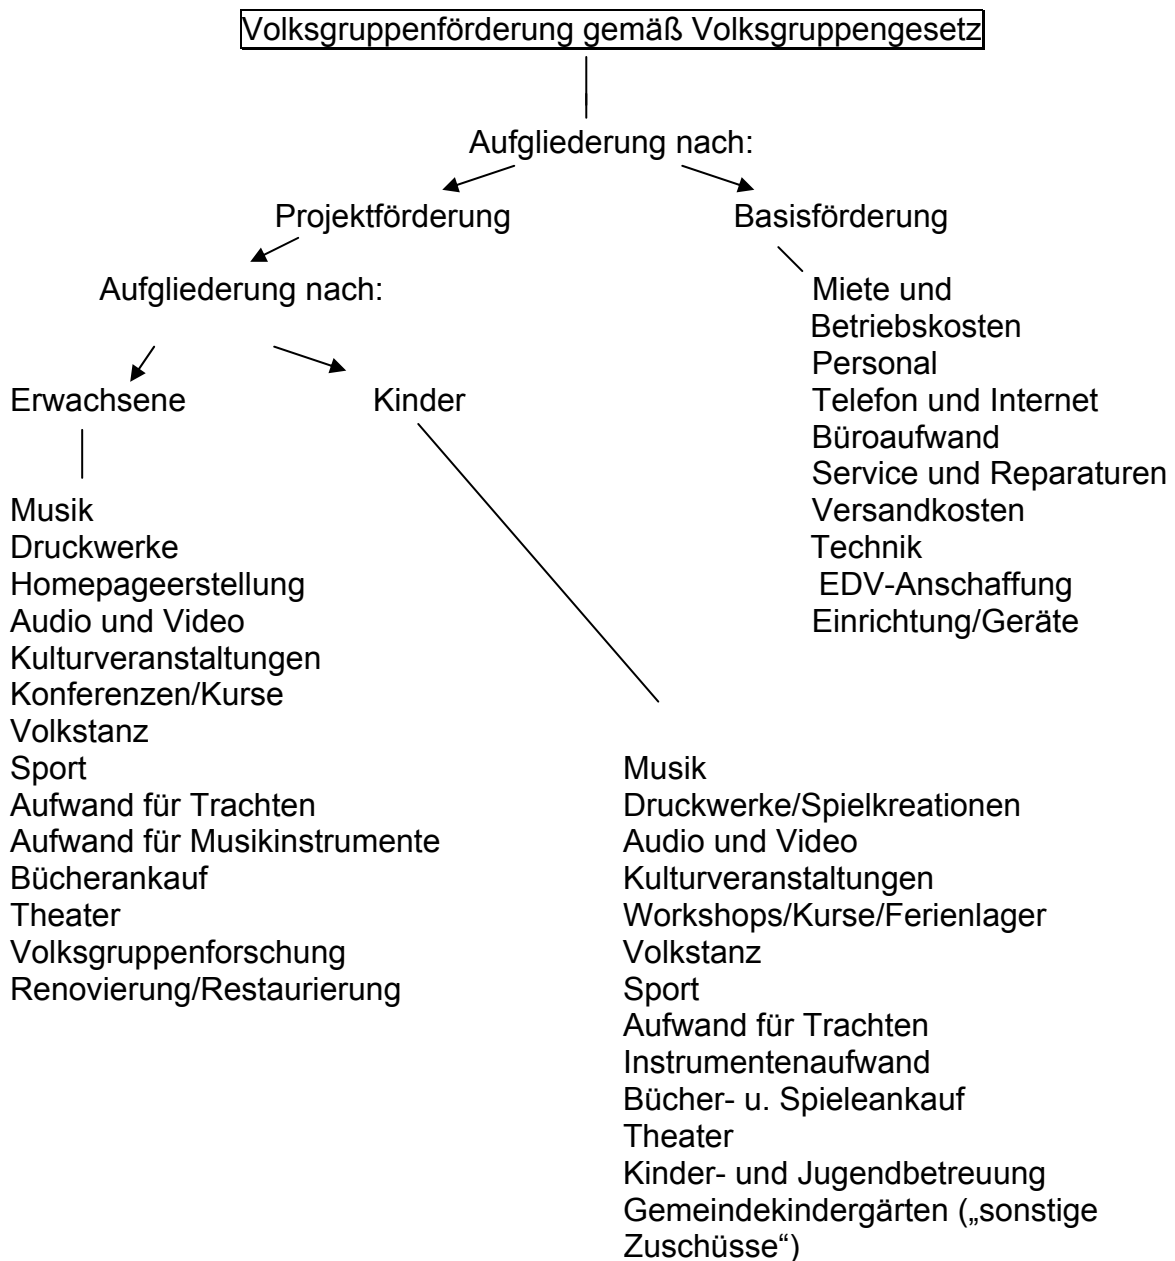 Volksgruppenförderung gemäß Volksgruppengesetz
Aufgliederung nach:
Projektförderung
Basisförderung
Aufgliederung nach:
Erwachsene
Kinder
Miete und
Betriebskosten
Personal
Telefon und Internet
Büroaufwand
Service und Reparaturen
Versandkosten
Technik
EDV-Anschaffung
Einrichtung/Geräte
Musik
Druckwerke
Homepageerstellung
Audio und Video
Kulturveranstaltungen
Konferenzen/Kurse
Volkstanz
Sport
Aufwand für Trachten
Aufwand für Musikinstrumente
Bücherankauf
Theater
Volksgruppenforschung
Renovierung/Restaurierung
Musik
Druckwerke/Spielkreationen
Audio und Video
Kulturveranstaltungen
Workshops/Kurse/Ferienlager
Volkstanz
Sport
Aufwand für Trachten
Instrumentenaufwand
Bücher- u. Spieleankauf
Theater
Kinder- und Jugendbetreuung
Gemeindekindergärten („sonstige
Zuschüsse“)